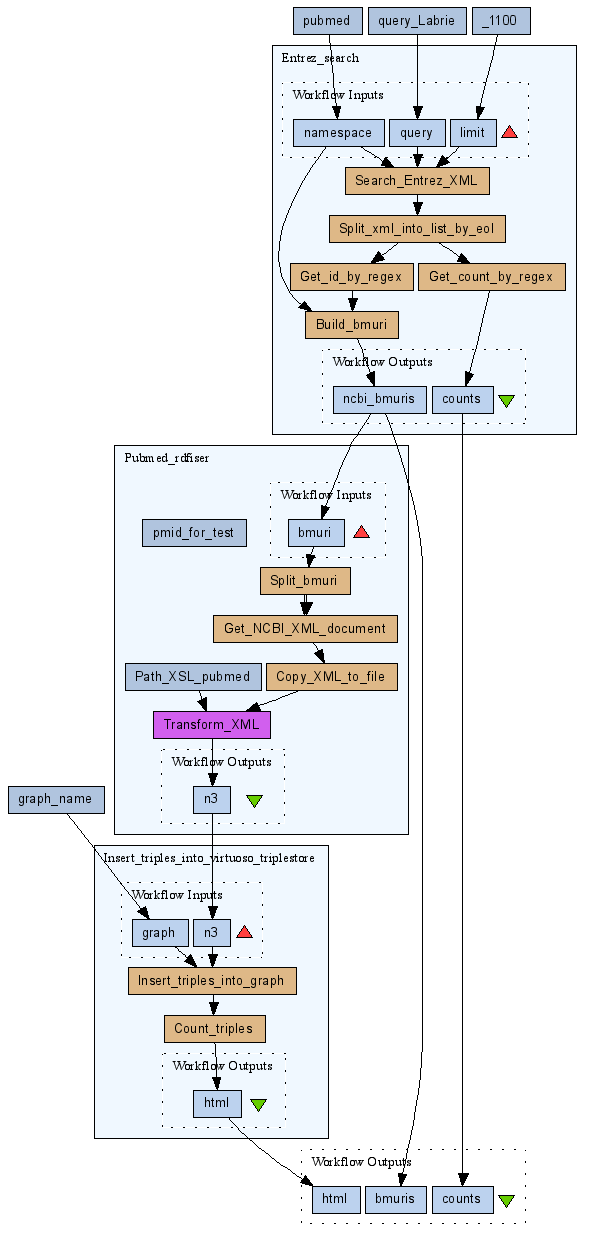 pubmed
query_Labrie
_1100
Entrez_search
Workflow Inputs
namespace
query
limit
Search_Entrez_XML
Split_xml_into_list_by_eol
Get_id_by_regex
Get_count_by_regex
Build_bmuri
Workflow Outputs
ncbi_bmuris
counts
Pubmed_rdfiser
Workflow Inputs
pmid_for_test
bmuri
Split_bmuri
Get_NCBI_XML_document
Path_XSL_pubmed
Copy_XML_to_file
Transform_XML
Workflow Outputs
n3
graph_name
Insert_triples_into_virtuoso_triplestore
Workflow Inputs
graph
n3
Insert_triples_into_graph
Count_triples
Workflow Outputs
html
Workflow Outputs
html
bmuris
counts